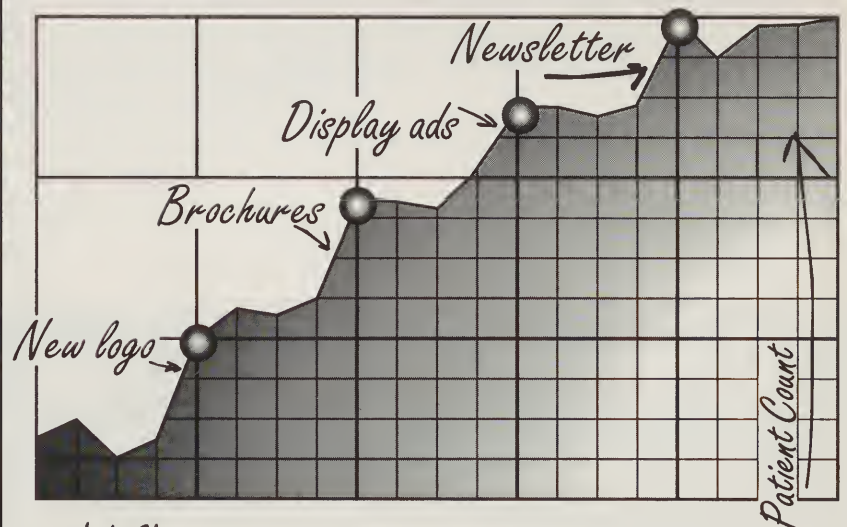 Newsletter
Display ads
Brochures
New logo
Patient Count